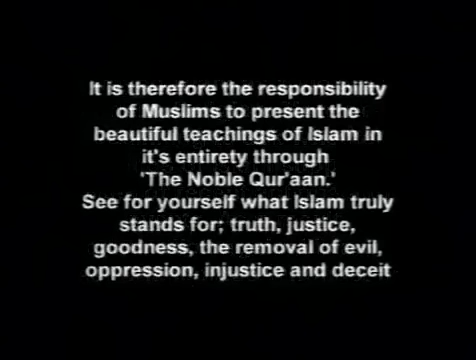 It is therefore the responsibility
of Muslims to present the
beautiful teachings of Islam in
it's entirety through
'The Noble Qur'aan.'
See for yourself what Islam truly
stands for; truth, justice,
goodness, the removal of evil,
oppression, injustice and deceit